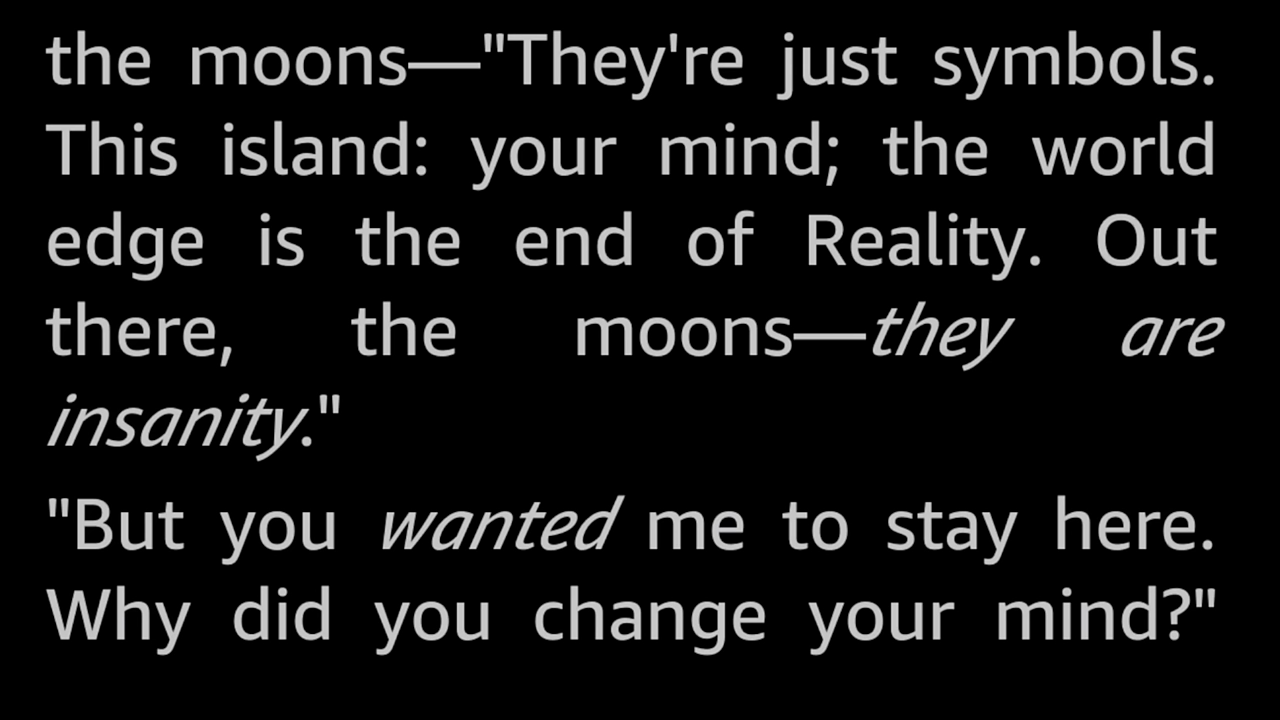 the moons—"They're just symbols.
This island: your mind; the world
edge is the end of Reality. Out
there, the moons—they are
insanity."
"But you wanted me to stay here.
Why did you change your mind?"